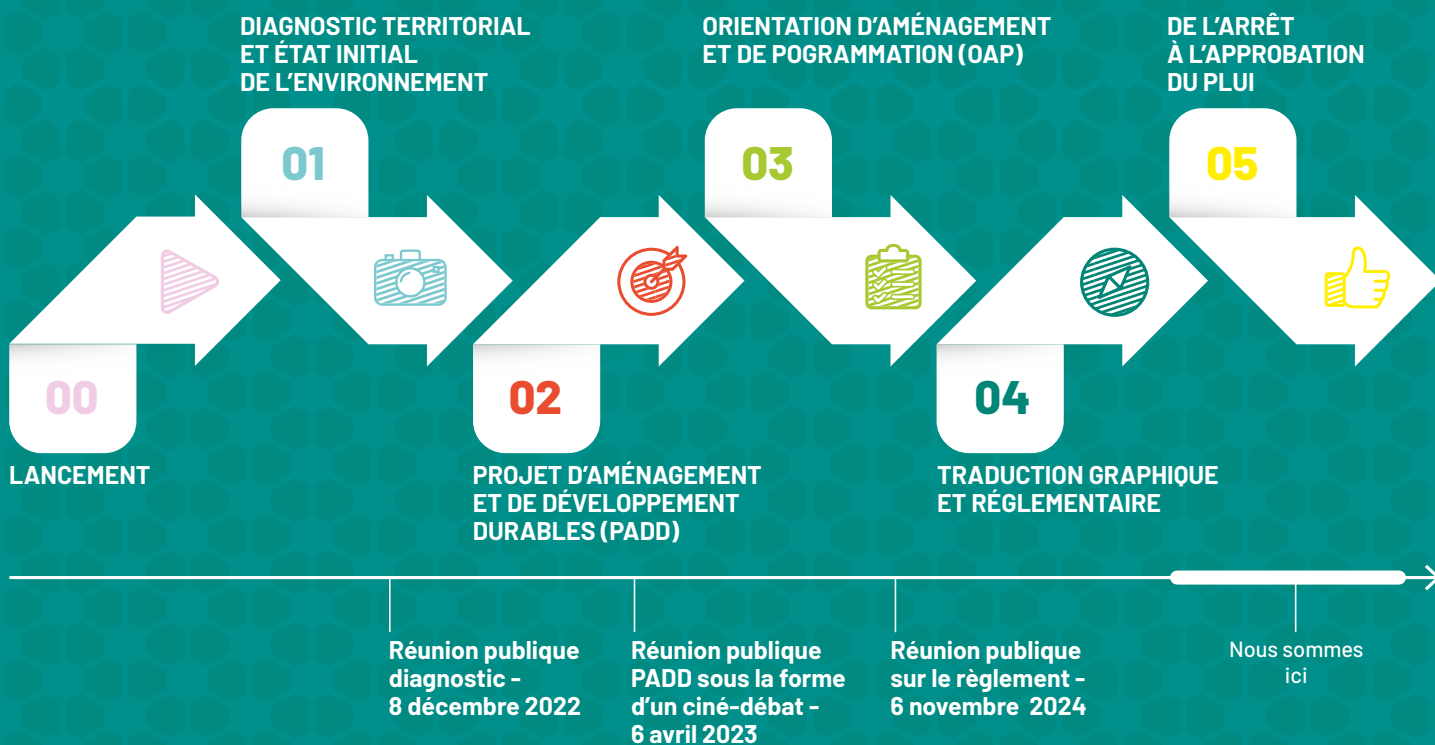 DIAGNOSTIC TERRITORIAL
ET ÉTAT INITIAL
DE L'ENVIRONNEMENT
ORIENTATION D'AMÉNAGEMENT
ET DE POGRAMMATION (OAP)
DE L'ARRÊT
À L'APPROBATION
DU PLUI
01
03
05
00
02
04
LANCEMENT
PROJET D'AMÉNAGEMENT
ET DE DÉVELOPPEMENT
DURABLES (PADD)
TRADUCTION GRAPHIQUE
ET RÉGLEMENTAIRE
Réunion publique
diagnostic -
8 décembre 2022
Réunion publique
PADD sous la forme
d'un ciné-débat -
6 avril 2023
Réunion publique
sur le règlement -
6 novembre 2024
Nous sommes
ici